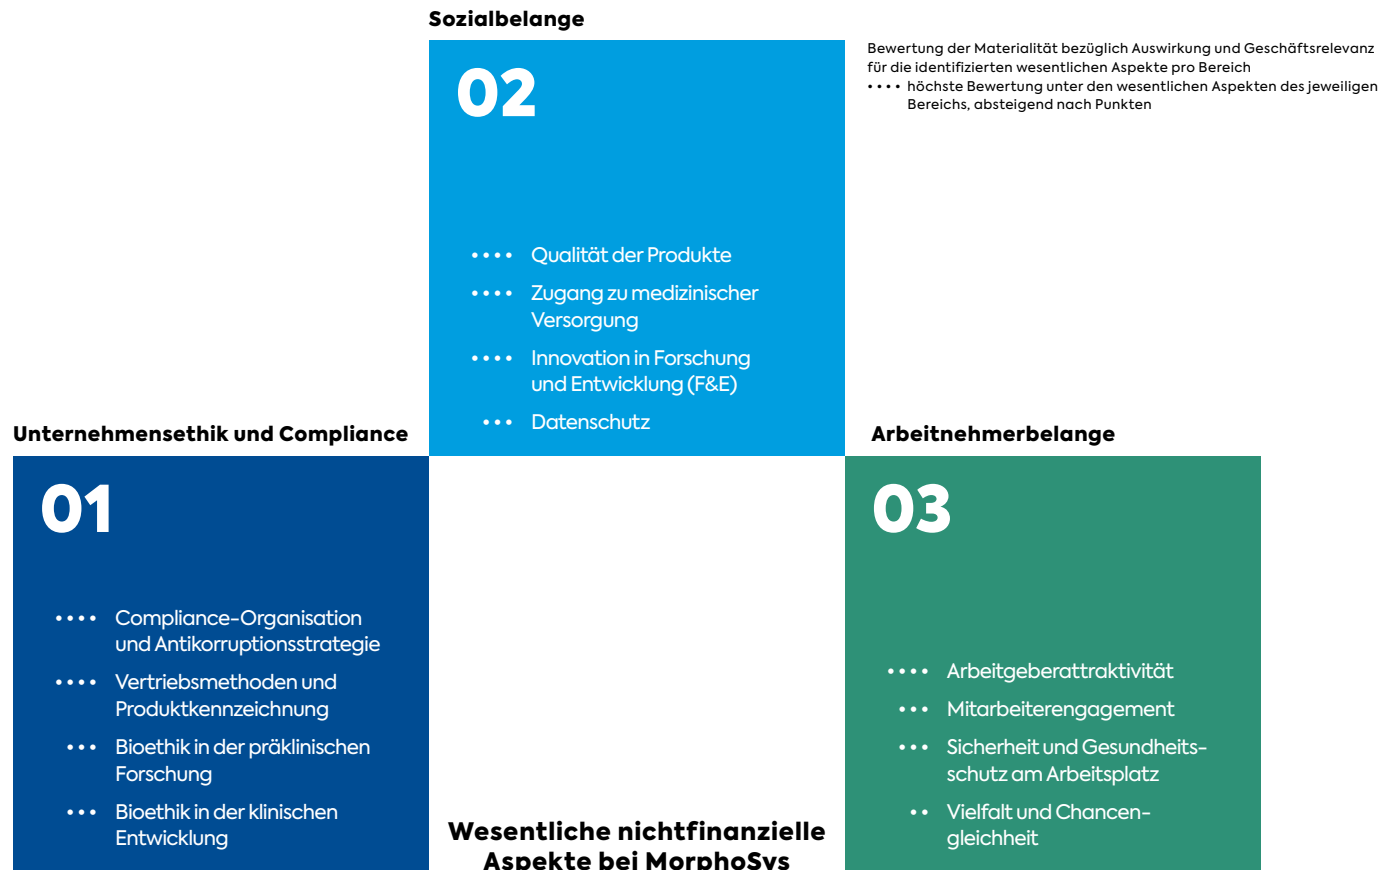 Sozialbelange
02
•••• Qualität der Produkte
•••• Zugang zu medizinischer
Versorgung
•••• Innovation in Forschung
und Entwicklung (F&E)
••• Datenschutz
Bewertung der Materialität bezüglich Auswirkung und Geschäftsrelevanz
für die identifizierten wesentlichen Aspekte pro Bereich
•••• höchste Bewertung unter den wesentlichen Aspekten des jeweiligen
Bereichs, absteigend nach Punkten
Unternehmensethik und Compliance
01
•••• Compliance-Organisation
und Antikorruptionsstrategie
•••• Vertriebsmethoden und
Produktkennzeichnung
••• Bioethik in der präklinischen
Forschung
••• Bioethik in der klinischen
Entwicklung
Arbeitnehmerbelange
03
•••• Arbeitgeberattraktivität
••• Mitarbeiterengagement
••• Sicherheit und Gesundheits-
schutz am Arbeitsplatz
•• Vielfalt und Chancen-
gleichheit
Wesentliche nichtfinanzielle
Aspekte bei MorphoSys